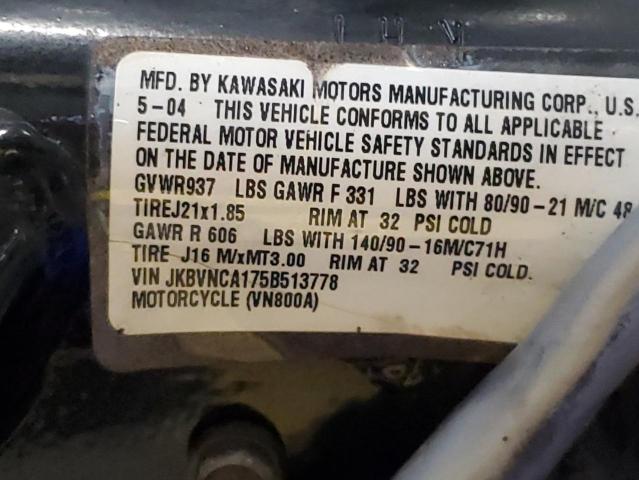 MFD. BY KAWASAKI MOTORS MANUFACTURING CORP., U.S.
5-04 THIS VEHICLE CONFORMS TO ALL APPLICABLE
FEDERAL MOTOR VEHICLE SAFETY STANDARDS IN EFFECT
ON THE DATE OF MANUFACTURE SHOWN ABOVE.
GVWR937 LBS GAWR F 331 LBS WITH 80/90-21 M/C 48
TIREJ21x1.85 RIM AT 32 PSI COLD
GAWR R 606 LBS WITH 140/90-16M/C71H
TIRE J16 M/xMT3.00 RIM AT 32 PSI COLD.
VIN JKBVNCA175B513778
MOTORCYCLE (VN800A)